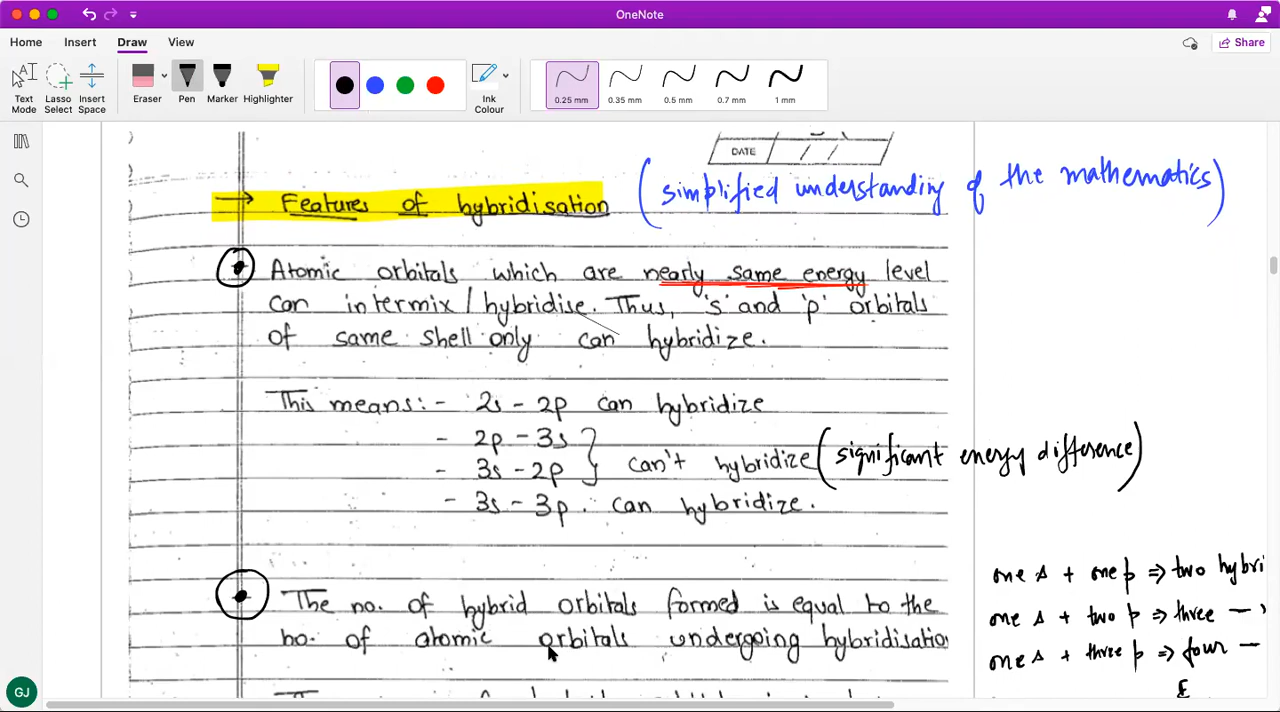 OneNote
Home Insert Draw View
Share
Text Mode
Lasso Select
Insert Space
Eraser
Pen
Marker
Highlighter
Ink Colour
0.25 mm
0.35 mm
0.5 mm
0.7 mm
1 mm
DATE
→ Features of hybridisation (simplified understanding of the mathematics)
Atomic orbitals which are nearly same energy level
can intermix / hybridise. Thus, 's' and 'p' orbitals
of same shell only can hybridize.
This means:- 2s - 2p can hybridize
- 2p - 3s
- 3s - 2p } can't hybridize (significant energy difference)
- 3s - 3p. can hybridize.
one s + one p ⇒ two hybri
The no. of hybrid orbitals formed is equal to the
one s + two p ⇒ three — "
no. of atomic orbitals undergoing hybridisatio
one s + three p ⇒ four —
GJ